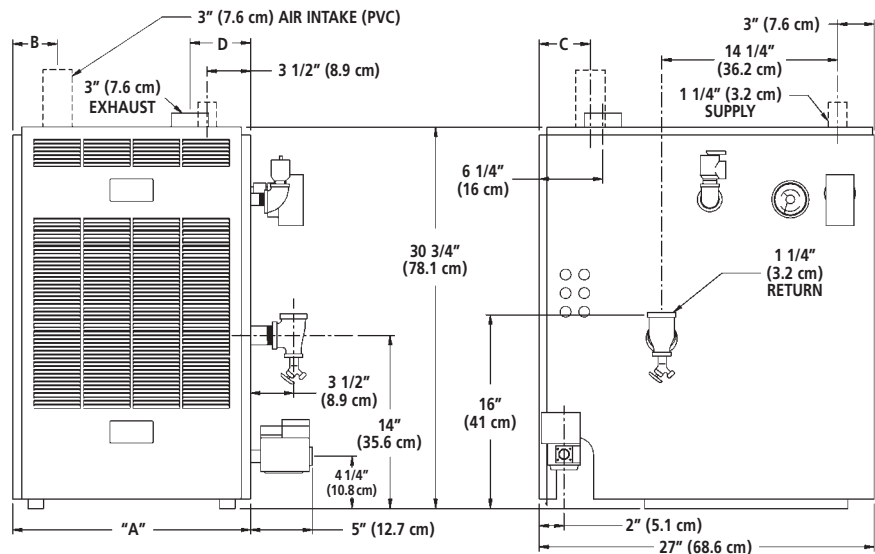 B
3" (7.6 cm) AIR INTAKE (PVC)
D
3 1/2" (8.9 cm)
3" (7.6 cm)
EXHAUST
30 3/4"
(78.1 cm)
3 1/2"
(8.9 cm)
14"
(35.6 cm)
4 1/4"
(10.8 cm)
"A"
5" (12.7 cm)
C
3" (7.6 cm)
14 1/4"
(36.2 cm)
1 1/4" (3.2 cm)
SUPPLY
6 1/4"
(16 cm)
1 1/4"
(3.2 cm)
RETURN
16"
(41 cm)
2" (5.1 cm)
27" (68.6 cm)